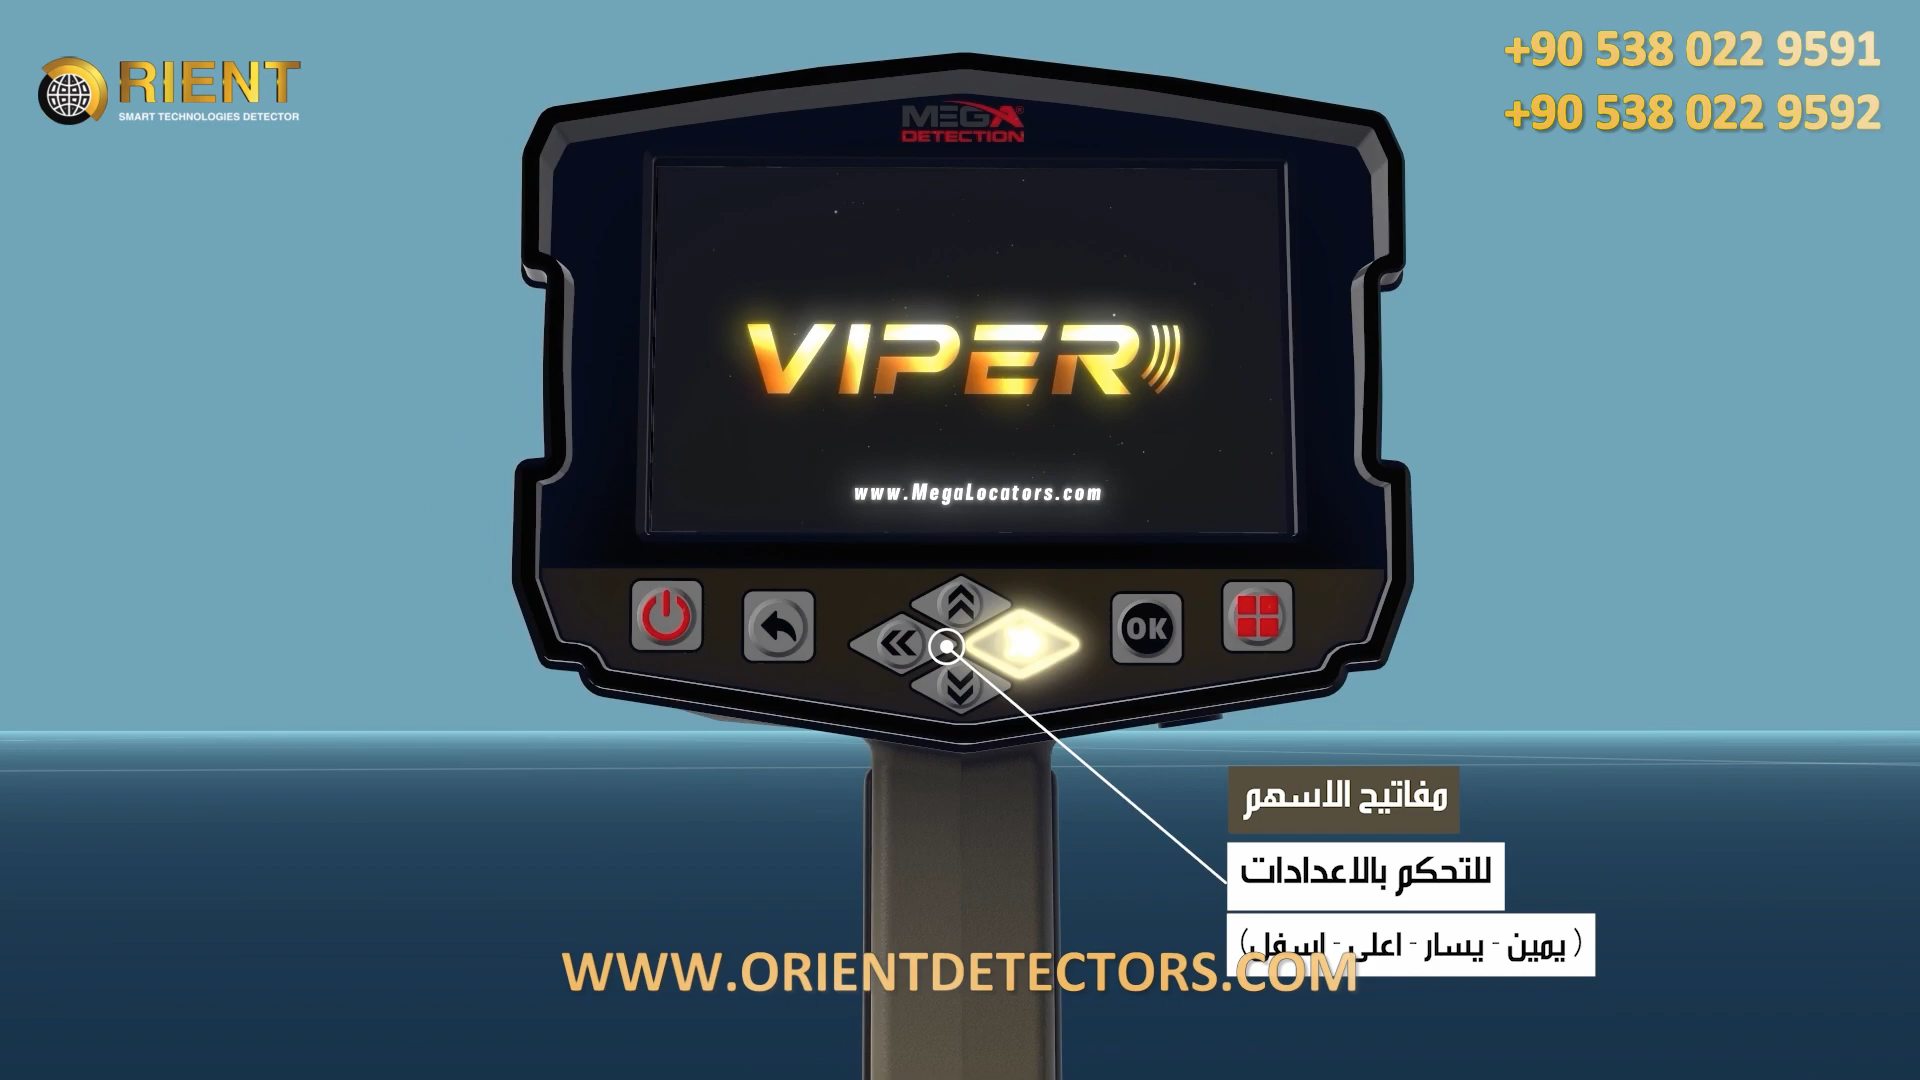 ORIENT
SMART TECHNOLOGIES DETECTOR
+90 538 022 9591
+90 538 022 9592
MEGA
DETECTION
VIPER
www.MegaLocators.com
OK
مفاتيح الاسهم
للتحكم بالاعدادات
( يمين - يسار - اعلى - اسفل)
WWW.ORIENTDETECTORS.COM